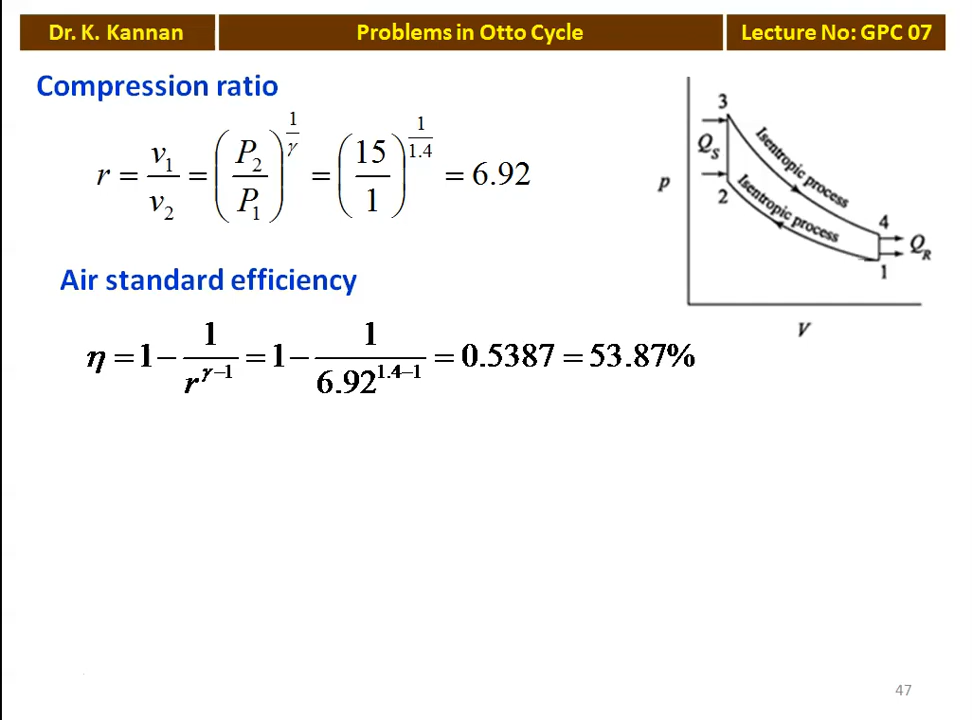 Dr. K. Kannan
Problems in Otto Cycle
Lecture No: GPC 07
Compression ratio
r = v₁/v₂ = (P₂/P₁)^(1/γ) = (15/1)^(1/1.4) = 6.92
Air standard efficiency
η = 1 − 1/r^(γ−1) = 1 − 1/6.92^(1.4−1) = 0.5387 = 53.87%
3
Q_S
Isentropic process
p
2
Isentropic process
4
Q_R
1
V
47